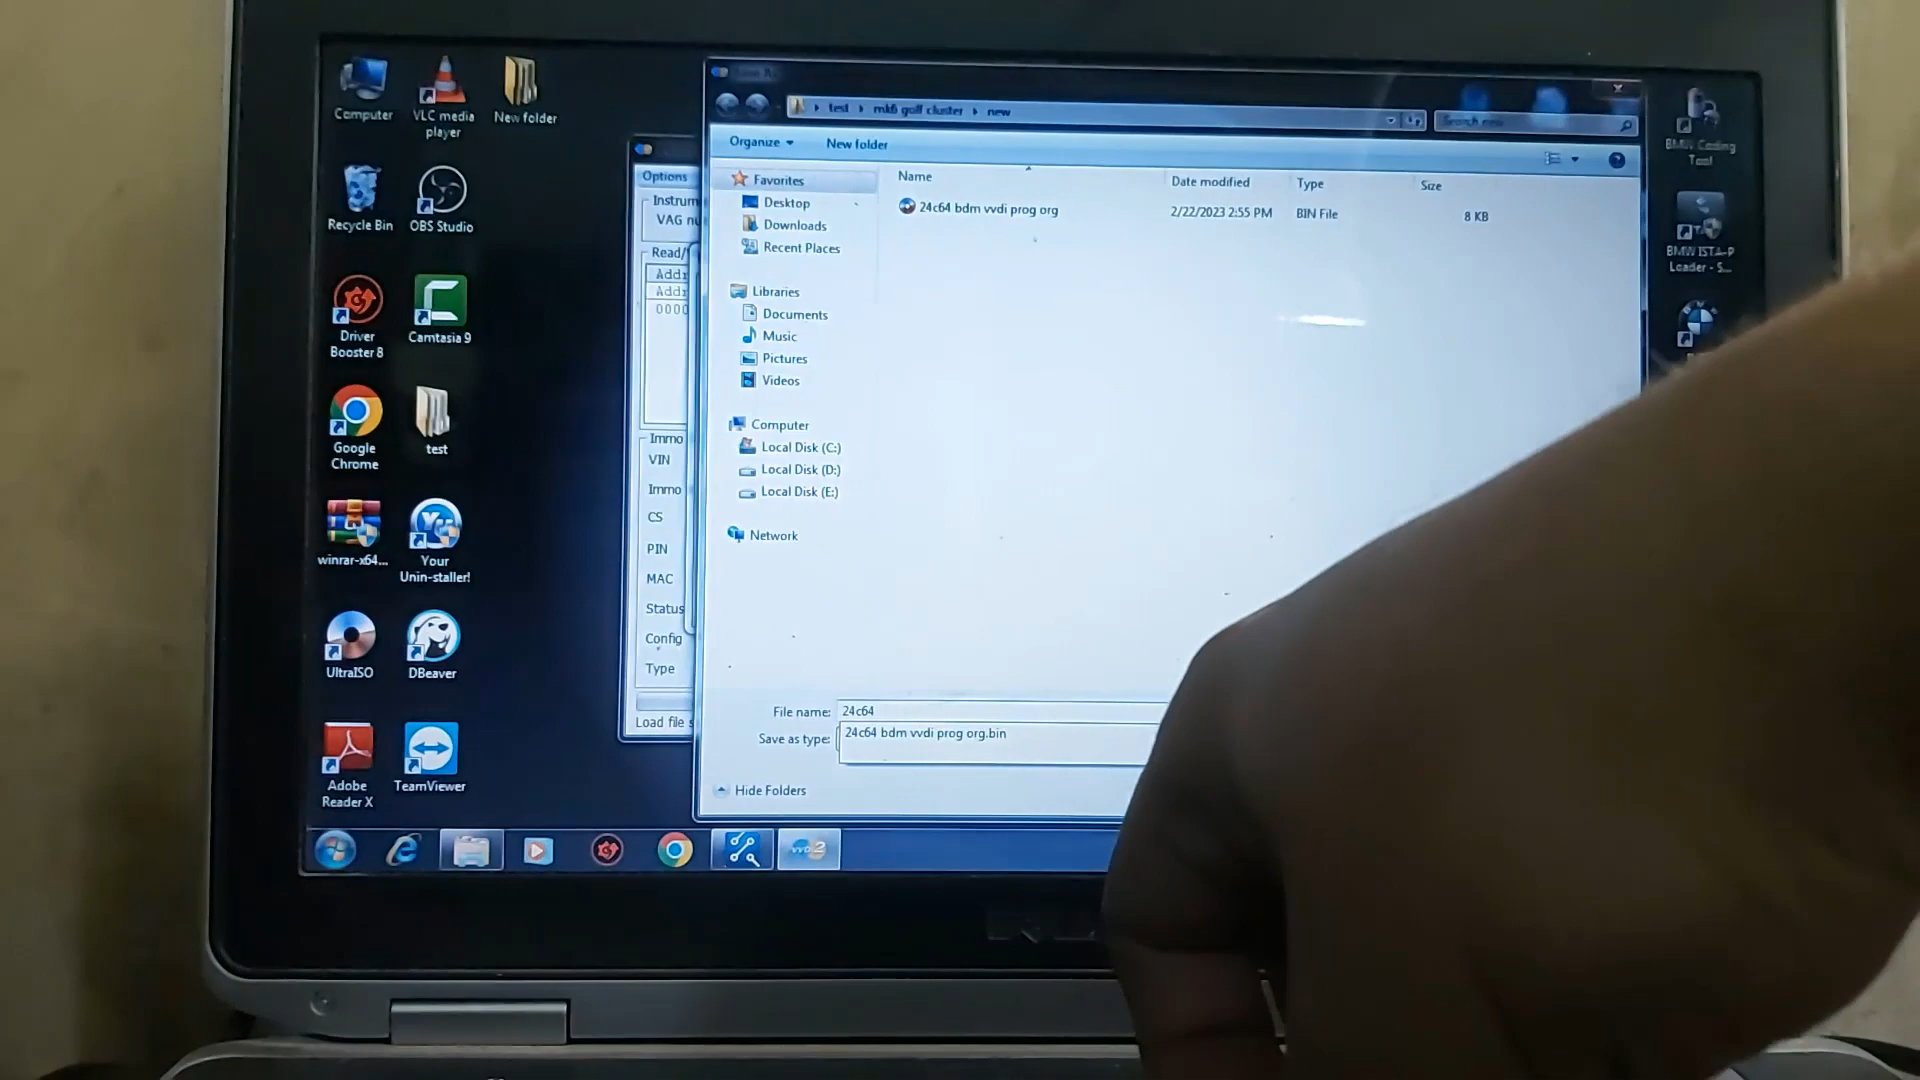 Computer
VLC media
player
New folder
Recycle Bin
OBS Studio
Driver
Booster 8
Camtasia 9
Google
Chrome
test
winrar-x64...
Your
Unin-staller!
UltraISO
DBeaver
Adobe
Reader X
TeamViewer
Options
VAG
Read/
Addr
Addr
0000
Immo
VIN
Immo
CS
PIN
MAC
Status
Config
Type
Load file s
test
mk6 golf cluster
new
Search new
Organize
New folder
Name
Date modified
Type
Size
24c64 bdm vvdi prog org
2/22/2023 2:55 PM
BIN File
8 KB
Favorites
Desktop
Downloads
Recent Places
Libraries
Documents
Music
Pictures
Videos
Computer
Local Disk (C:)
Local Disk (D:)
Local Disk (E:)
Network
File name:
24c64
Save as type:
24c64 bdm vvdi prog org.bin
Hide Folders
BMW Coding
Tool
BMW ISTA-P
Loader - S...